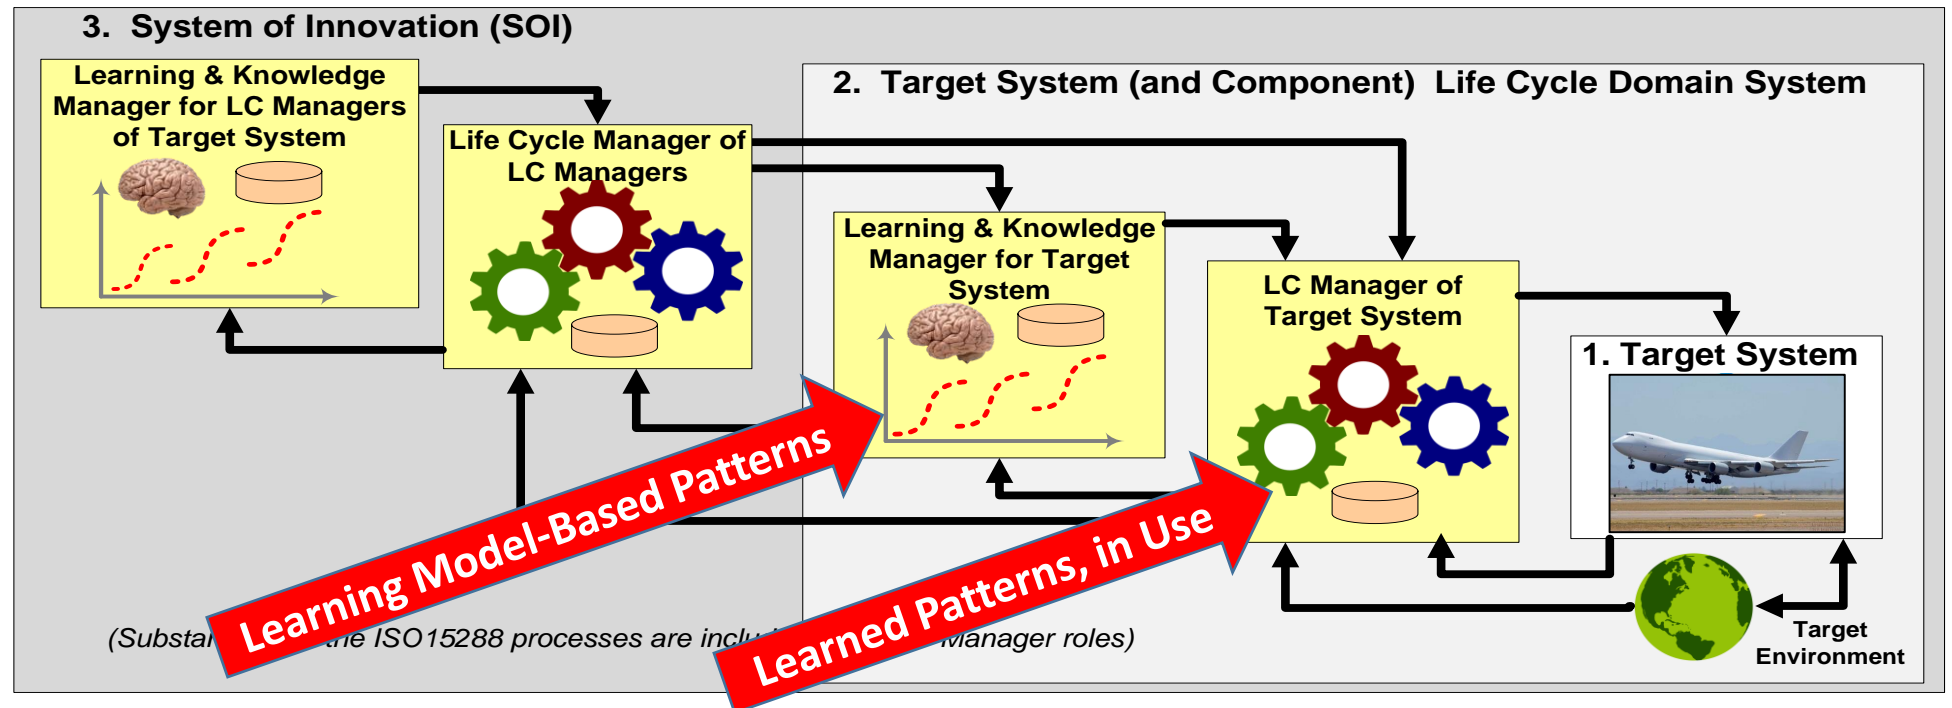 3. System of Innovation (SOI)
Learning & Knowledge
Manager for LC Managers
of Target System
Life Cycle Manager of
LC Managers
2. Target System (and Component) Life Cycle Domain System
Learning & Knowledge
Manager for Target
System
LC Manager of
Target System
1. Target System
Target
Environment
Learning Model-Based Patterns
Learned Patterns, in Use
ISO15288 processes are
Manager roles)